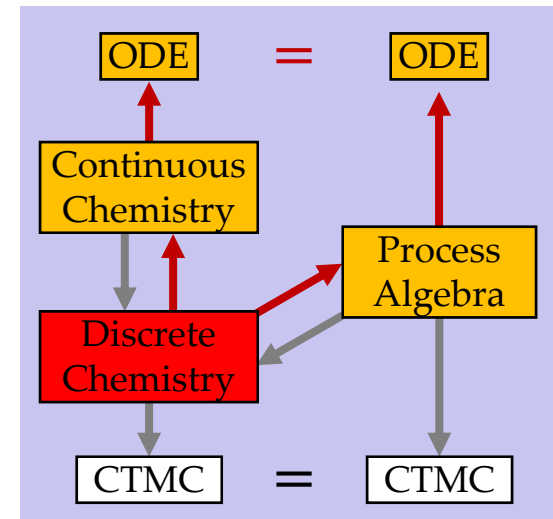 ODE = ODE
Continuous
Chemistry
Process
Algebra
Discrete
Chemistry
CTMC = CTMC